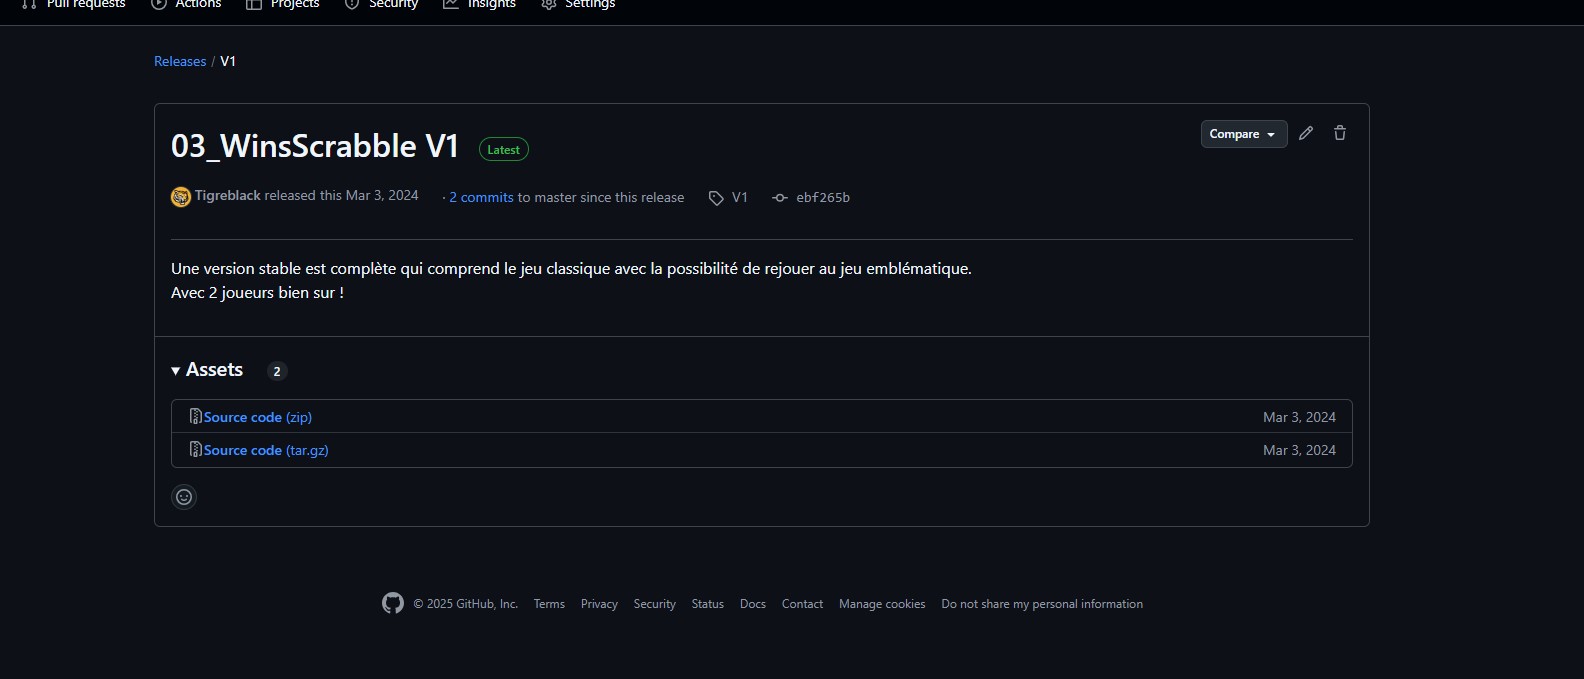 Pull requests Actions Projects Security Insights Settings
Releases / V1
03_WinsScrabble V1 Latest Compare
Tigreblack released this Mar 3, 2024 · 2 commits to master since this release V1 ebf265b
Une version stable est complète qui comprend le jeu classique avec la possibilité de rejouer au jeu emblématique.
Avec 2 joueurs bien sur !
Assets 2
Source code (zip) Mar 3, 2024
Source code (tar.gz) Mar 3, 2024
© 2025 GitHub, Inc. Terms Privacy Security Status Docs Contact Manage cookies Do not share my personal information